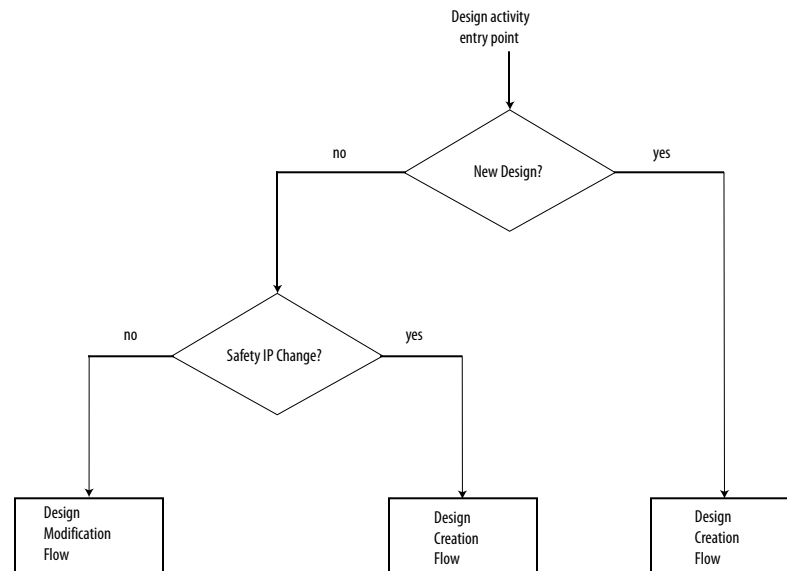 Design activity
entry point
no
New Design?
yes
no
Safety IP Change?
yes
Design
Modification
Flow
Design
Creation
Flow
Design
Creation
Flow